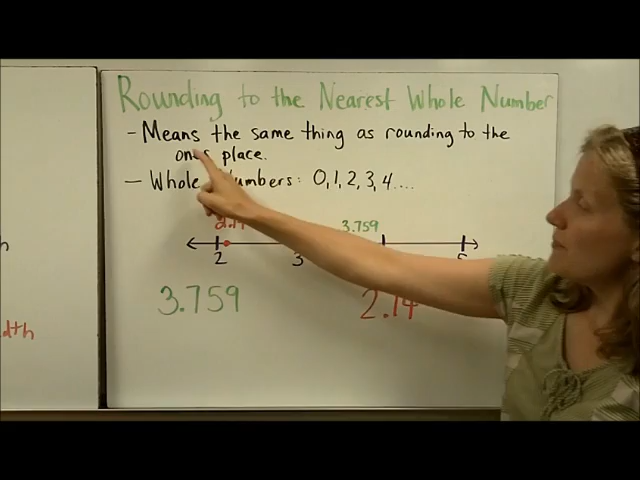 Rounding to the Nearest Whole Number
- Means the same thing as rounding to the
ones place.
- Whole Numbers: 0, 1, 2, 3, 4....
3.759
2 3
3.759 2.14